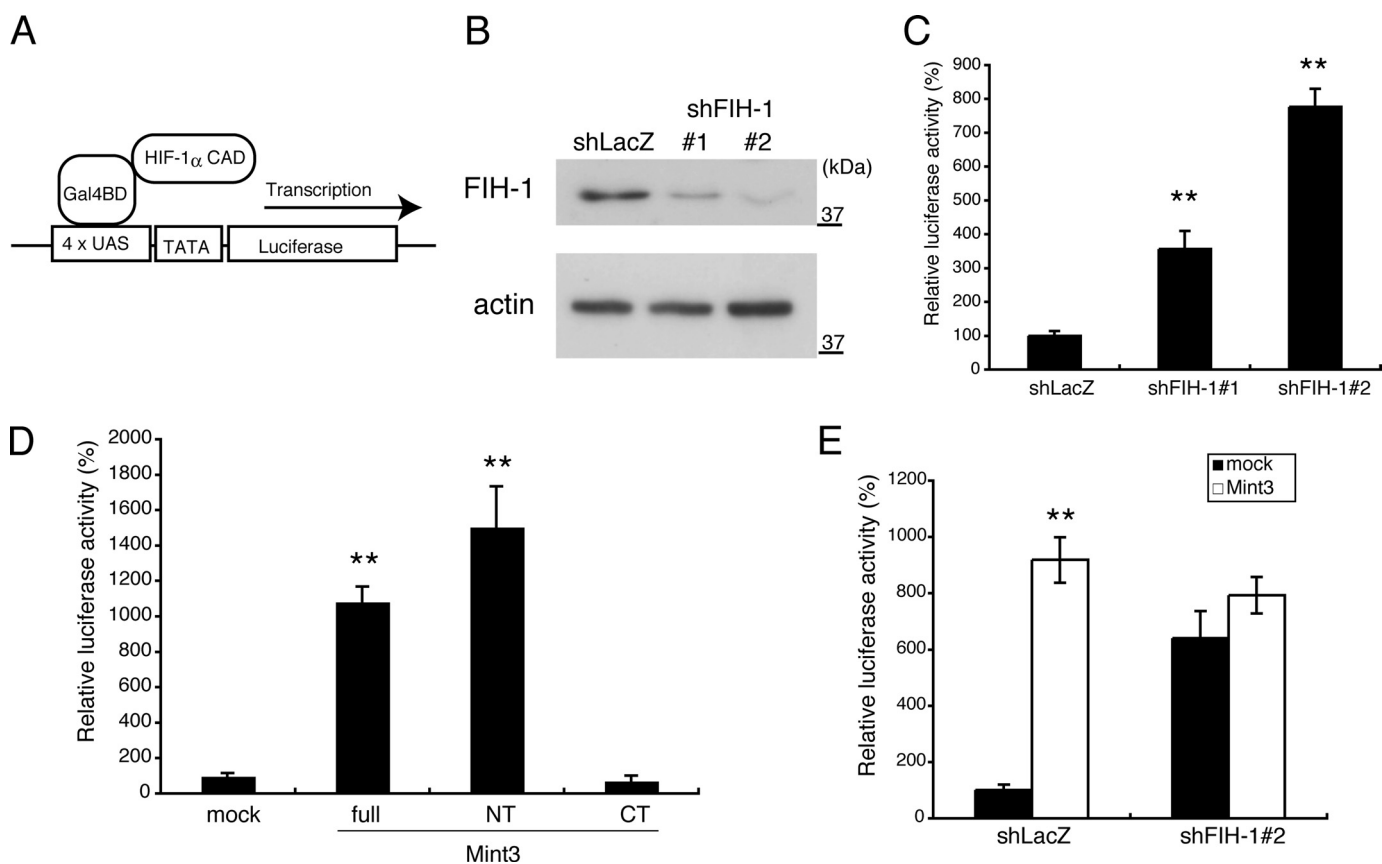 A
Gal4BD
HIF-1α CAD
Transcription
4 x UAS
TATA
Luciferase
B
shFIH-1
shLacZ #1 #2
(kDa)
FIH-1
37
actin
37
C
Relative luciferase activity (%)
900
800
700
600
500
400
300
200
100
0
**
**
shLacZ shFIH-1#1 shFIH-1#2
D
Relative luciferase activity (%)
2000
1800
1600
1400
1200
1000
800
600
400
200
0
**
**
mock full NT CT
Mint3
E
Relative luciferase activity (%)
mock
Mint3
1200
1000
800
600
400
200
0
**
shLacZ shFIH-1#2